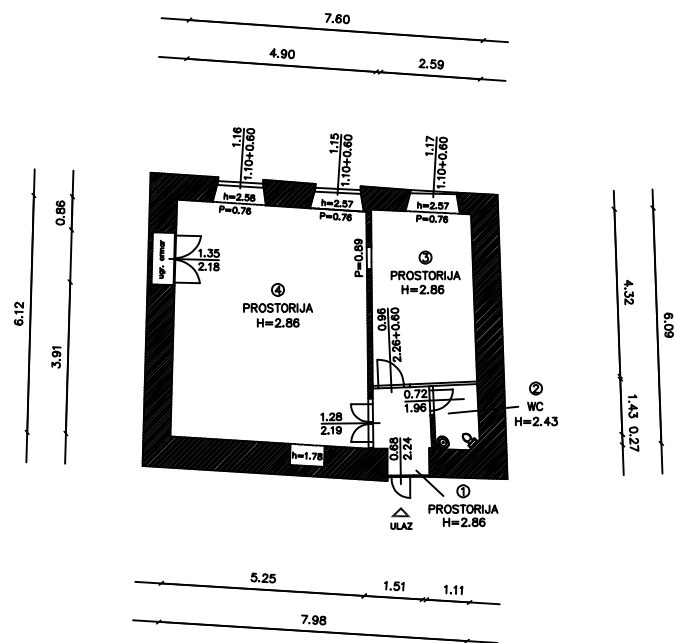 7.60
4.90
2.59
1.16
1.10+0.60
1.15
1.10+0.60
1.17
1.10+0.60
h=2.58
P=0.76
h=2.57
P=0.76
h=2.57
P=0.76
0.86
3.91
6.12
ugr. ormar
1.35
2.18
P=0.89
4
PROSTORIJA
H=2.86
3
PROSTORIJA
H=2.86
4.32
6.09
1.43
0.27
0.96
2.26+0.60
0.72
1.96
2
WC
H=2.43
1.28
2.19
h=1.78
0.68
2.24
1
PROSTORIJA
H=2.86
ULAZ
5.25
1.51
1.11
7.98